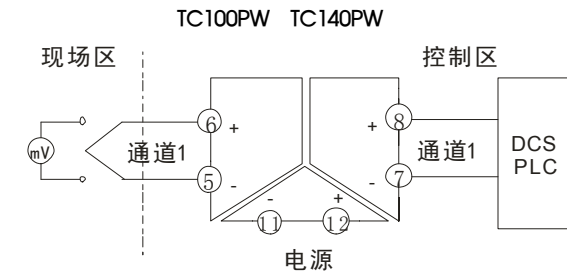 TC100PW TC140PW
现场区 控制区
6 + + 8
mV 通道1 通道1 DCS
PLC
5 - - 7
- +
11 12
电源